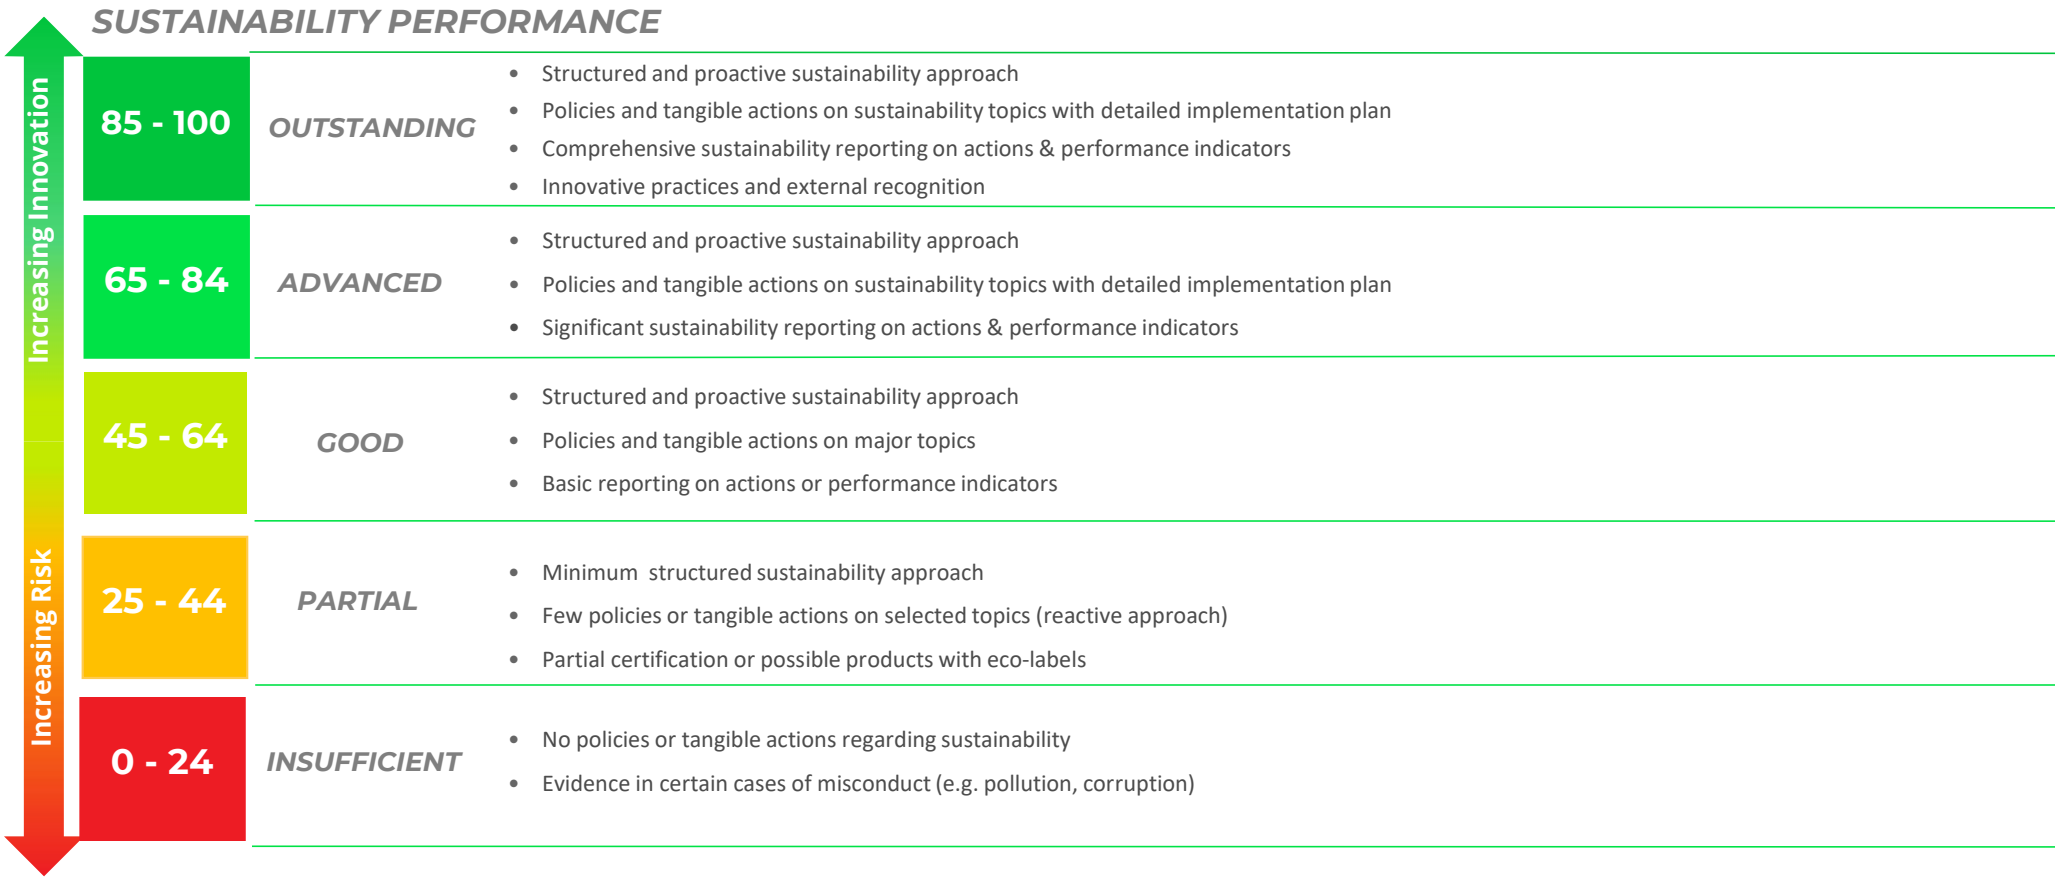 SUSTAINABILITY PERFORMANCE
Increasing Innovation
Increasing Risk
85 - 100
OUTSTANDING
• Structured and proactive sustainability approach
• Policies and tangible actions on sustainability topics with detailed implementation plan
• Comprehensive sustainability reporting on actions & performance indicators
• Innovative practices and external recognition
65 - 84
ADVANCED
• Structured and proactive sustainability approach
• Policies and tangible actions on sustainability topics with detailed implementation plan
• Significant sustainability reporting on actions & performance indicators
45 - 64
GOOD
• Structured and proactive sustainability approach
• Policies and tangible actions on major topics
• Basic reporting on actions or performance indicators
25 - 44
PARTIAL
• Minimum structured sustainability approach
• Few policies or tangible actions on selected topics (reactive approach)
• Partial certification or possible products with eco-labels
0 - 24
INSUFFICIENT
• No policies or tangible actions regarding sustainability
• Evidence in certain cases of misconduct (e.g. pollution, corruption)